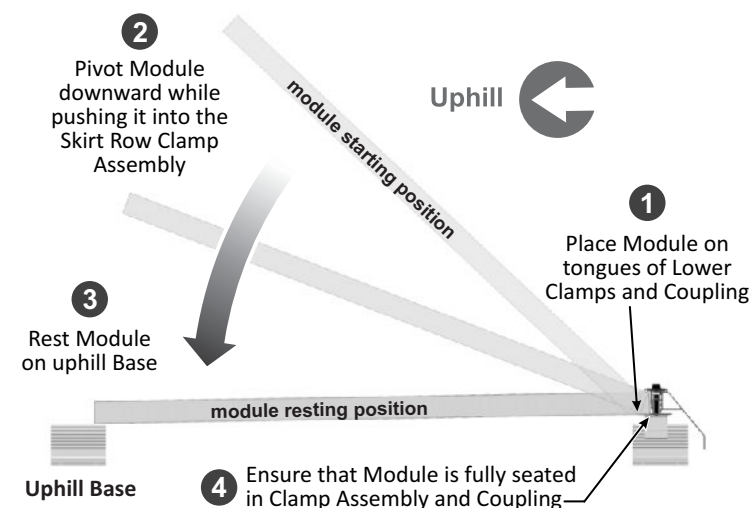 2
Pivot Module
downward while
pushing it into the
Skirt Row Clamp
Assembly
module starting position
Uphill
1
Place Module on
tongues of Lower
Clamps and Coupling
3
Rest Module
on uphill Base
module resting position
Uphill Base
4
Ensure that Module is fully seated
in Clamp Assembly and Coupling